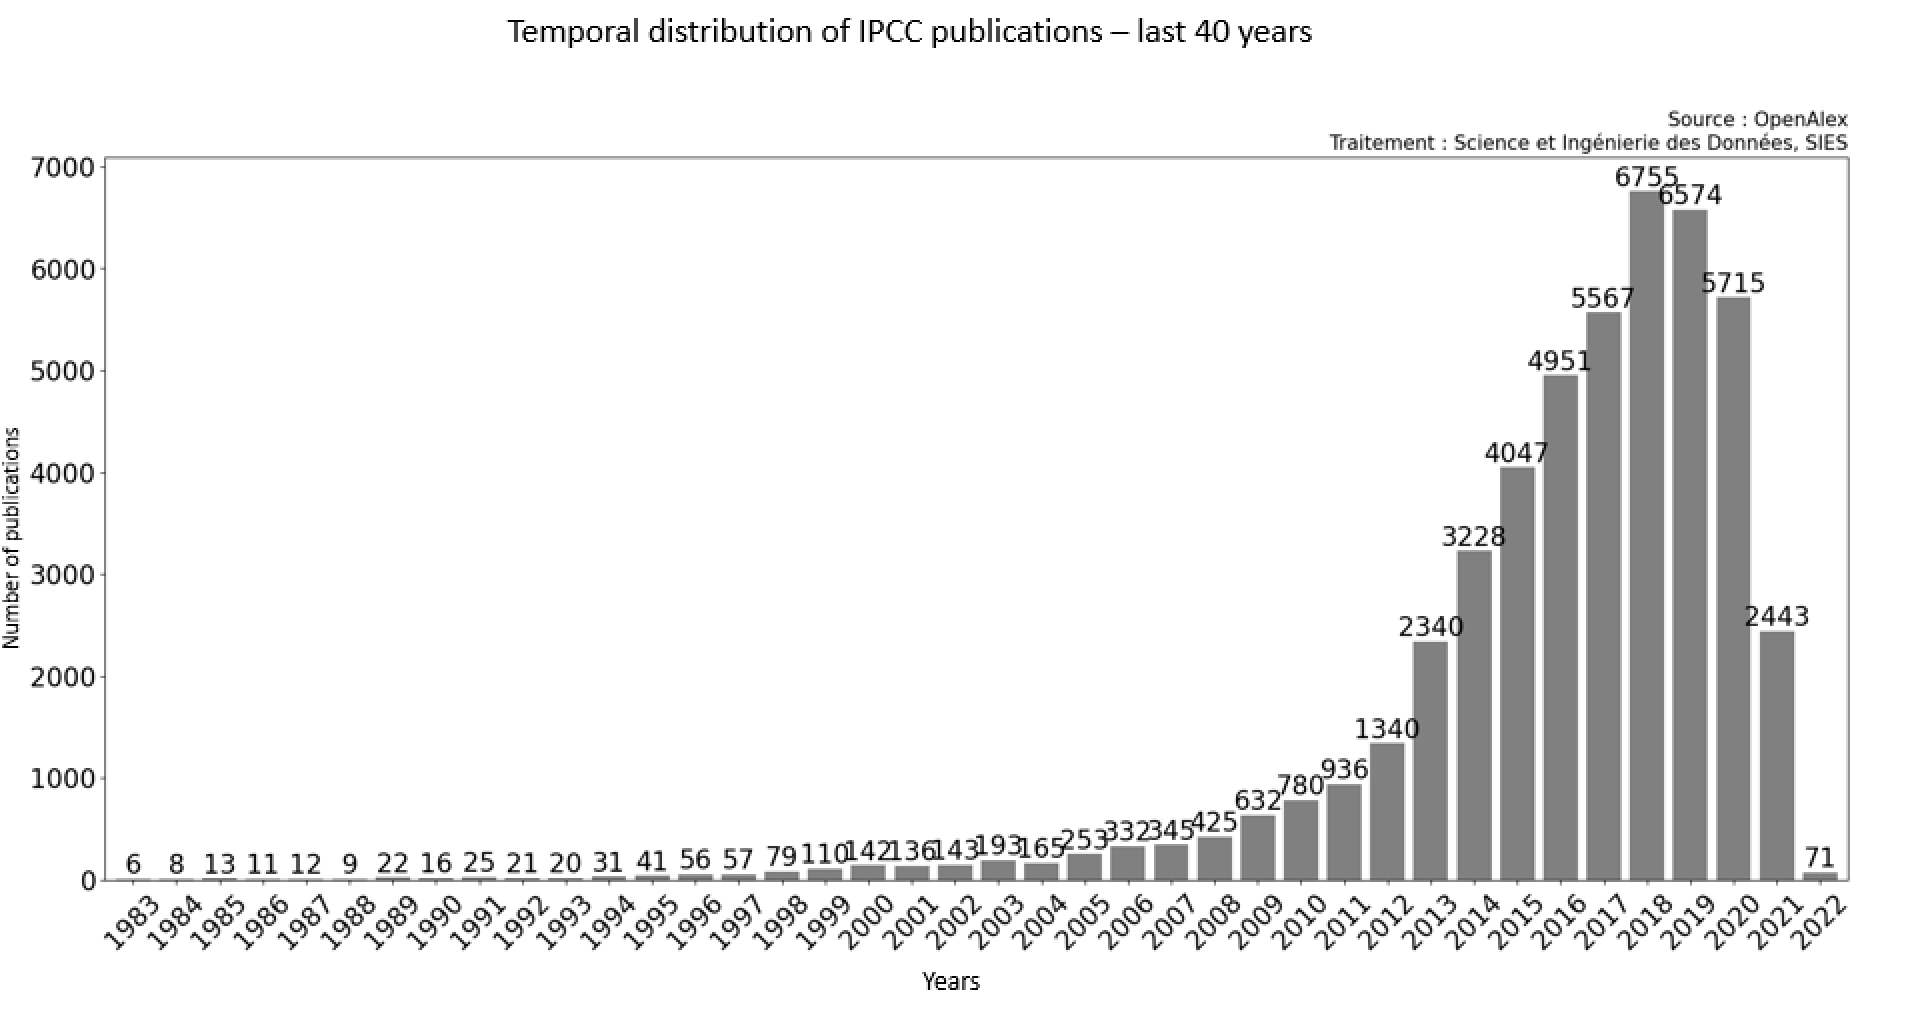 Temporal distribution of IPCC publications – last 40 years
Source : OpenAlex
Traitement : Science et Ingénierie des Données, SIES
Number of publications
7000
6000
5000
4000
3000
2000
1000
0
6 8 13 11 12 9 22 16 25 21 20 31 41 56 57 79 110 142 136 143 193 165 253 332 345 425 632 780 936 1340 2340 3228 4047 4951 5567 6755 6574 5715 2443 71
1983 1984 1985 1986 1987 1988 1989 1990 1991 1992 1993 1994 1995 1996 1997 1998 1999 2000 2001 2002 2003 2004 2005 2006 2007 2008 2009 2010 2011 2012 2013 2014 2015 2016 2017 2018 2019 2020 2021 2022
Years